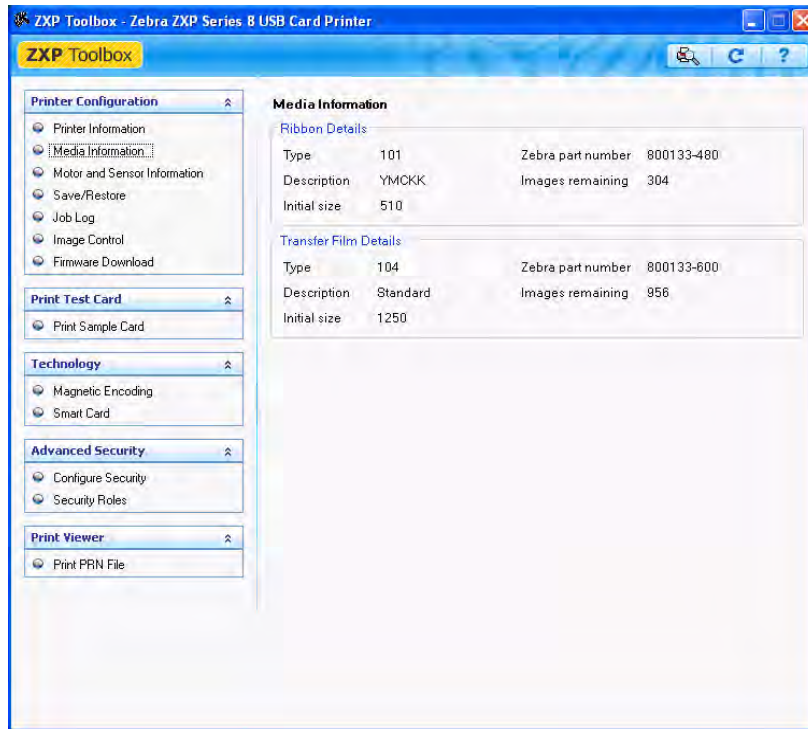 ZXP Toolbox - Zebra ZXP Series 8 USB Card Printer
ZXP Toolbox
?
Printer Configuration
Printer Information
Media Information
Motor and Sensor Information
Save/Restore
Job Log
Image Control
Firmware Download
Print Test Card
Print Sample Card
Technology
Magnetic Encoding
Smart Card
Advanced Security
Configure Security
Security Roles
Print Viewer
Print PRN File
Media Information
Ribbon Details
Type 101 Zebra part number 800133-480
Description YMCKK Images remaining 304
Initial size 510
Transfer Film Details
Type 104 Zebra part number 800133-600
Description Standard Images remaining 956
Initial size 1250